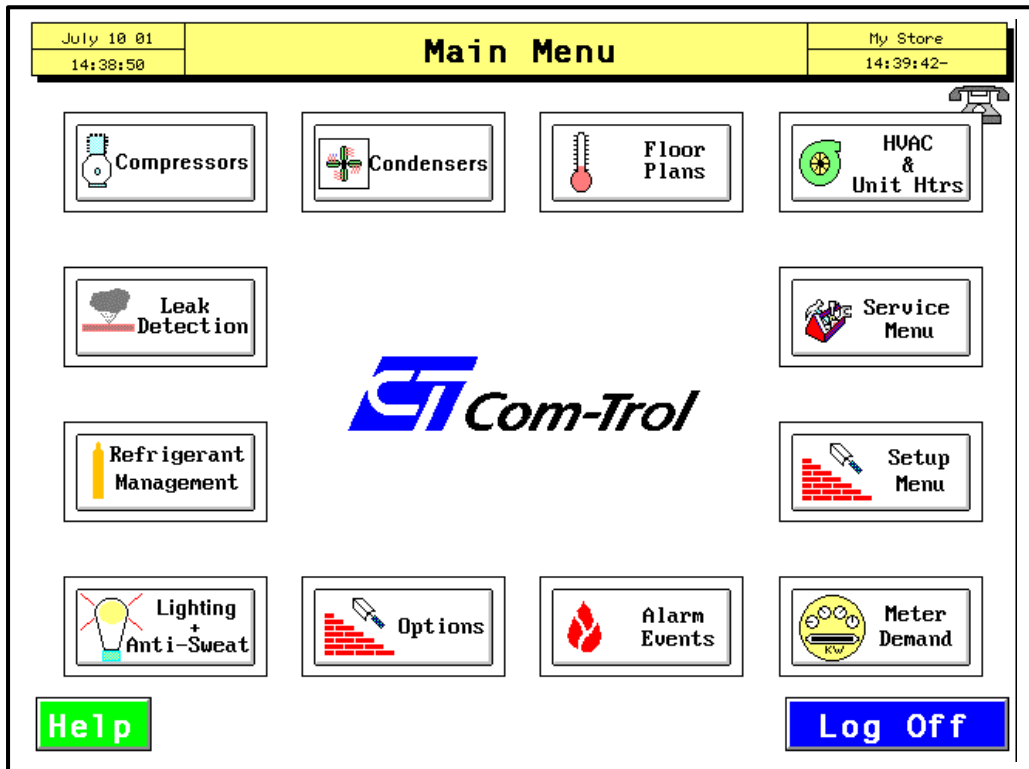 July 10 01
14:38:50
Main Menu
My Store
14:39:42-
Compressors
Condensers
Floor
Plans
HVAC
&
Unit Htrs
Leak
Detection
Service
Menu
CT Com-Trol
Refrigerant
Management
Setup
Menu
Lighting
+
Anti-Sweat
Options
Alarm
Events
KW
Meter
Demand
Help
Log Off